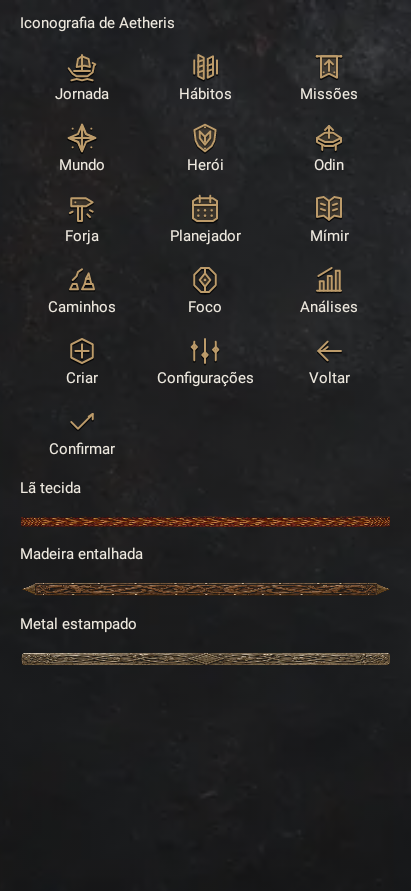 Iconografia de Aetheris
Jornada Hábitos Missões
Mundo Herói Odin
Forja Planejador Mímir
Caminhos Foco Análises
Criar Configurações Voltar
Confirmar
Lã tecida
Madeira entalhada
Metal estampado